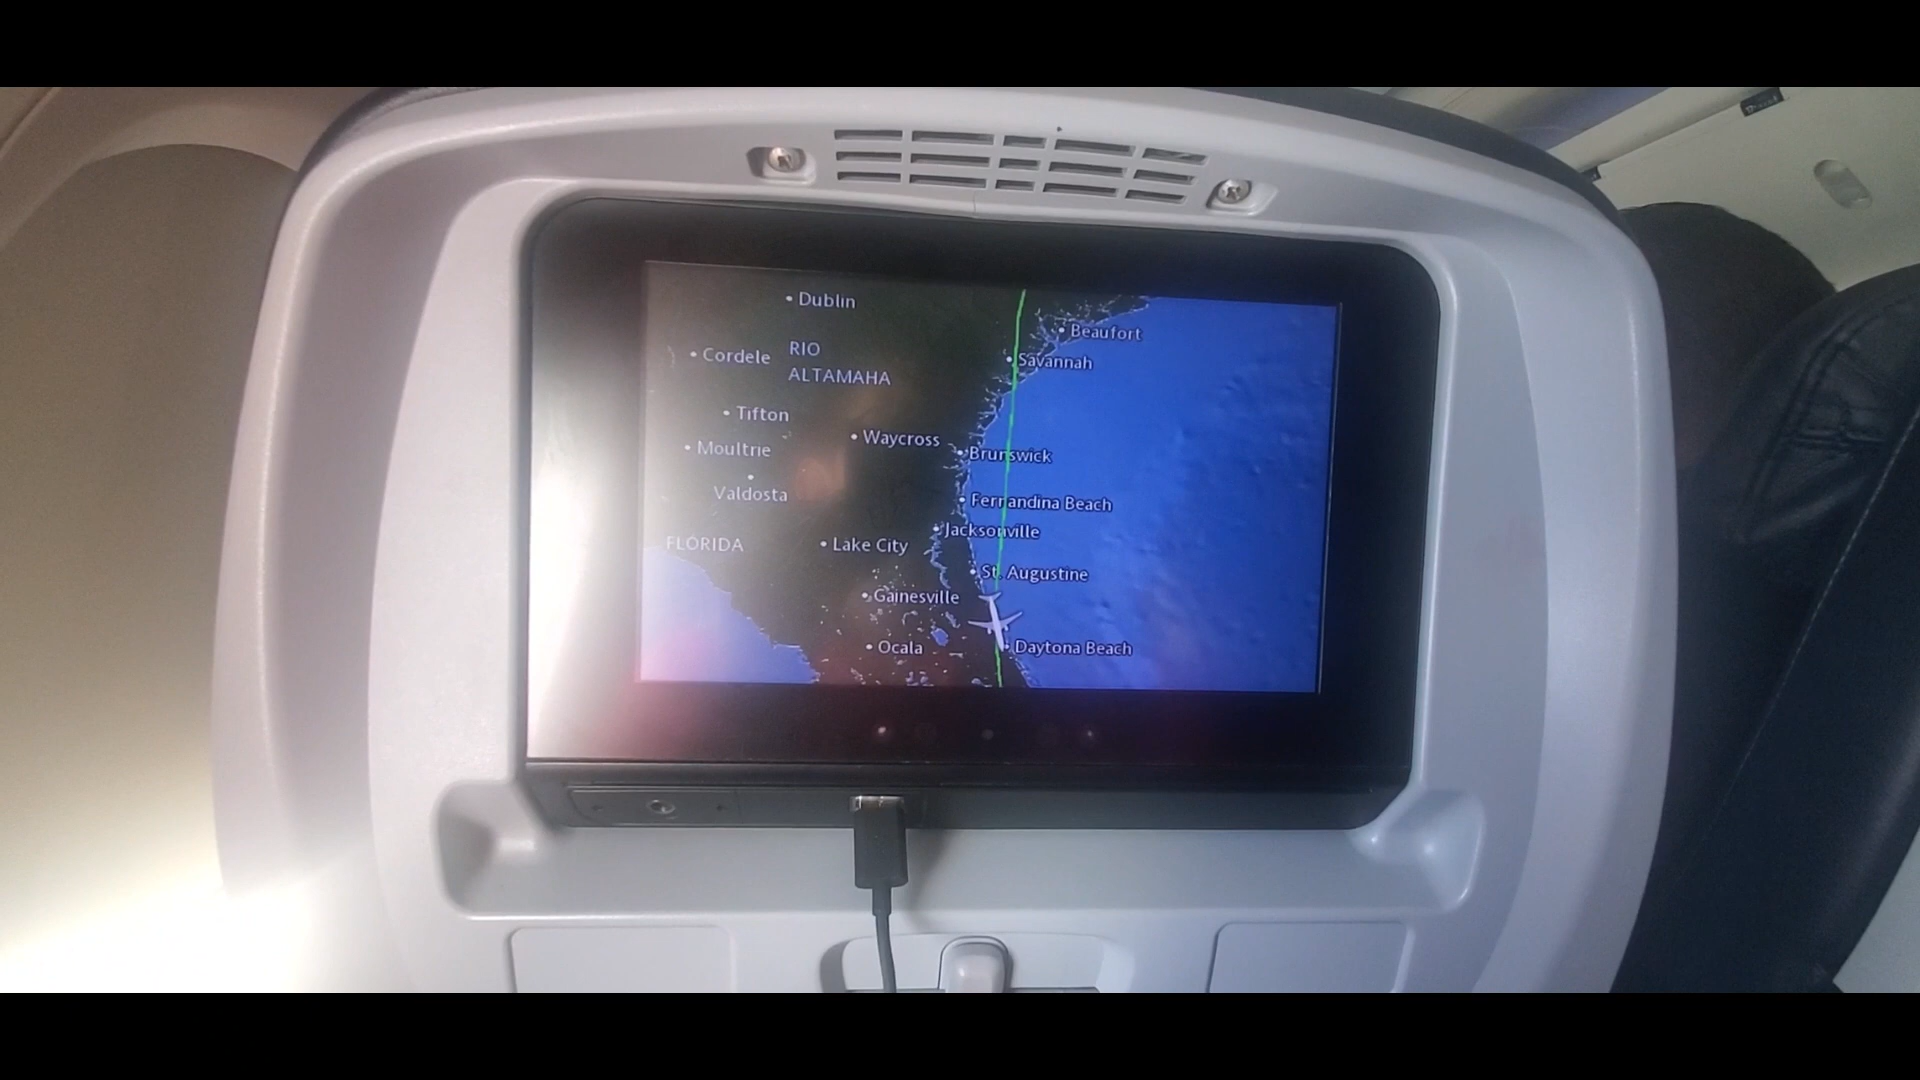 Dublin
Beaufort
Cordele
RIO
ALTAMAHA
Savannah
Tifton
Waycross
Moultrie
Brunswick
Valdosta
Fernandina Beach
Jacksonville
FLORIDA
Lake City
St. Augustine
Gainesville
Ocala
Daytona Beach